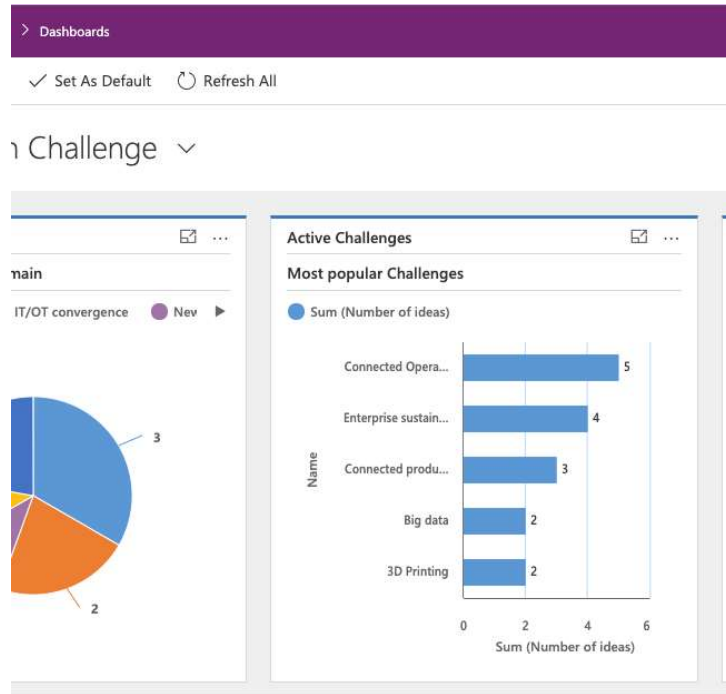 Dashboards
Set As Default Refresh All
Challenge
Active Challenges
main
Most popular Challenges
IT/OT convergence New
Sum (Number of ideas)
3
2
Name
Connected Opera... 5
Enterprise sustain... 4
Connected produ... 3
Big data 2
3D Printing 2
0 2 4 6
Sum (Number of ideas)